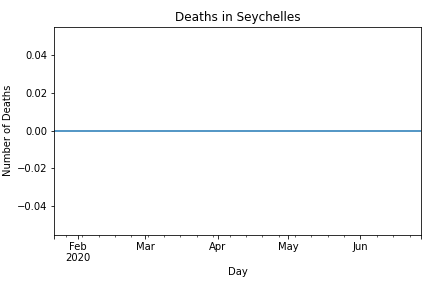 Deaths in Seychelles
Number of Deaths
0.04
0.02
0.00
−0.02
−0.04
Feb
2020
Mar
Apr
May
Jun
Day